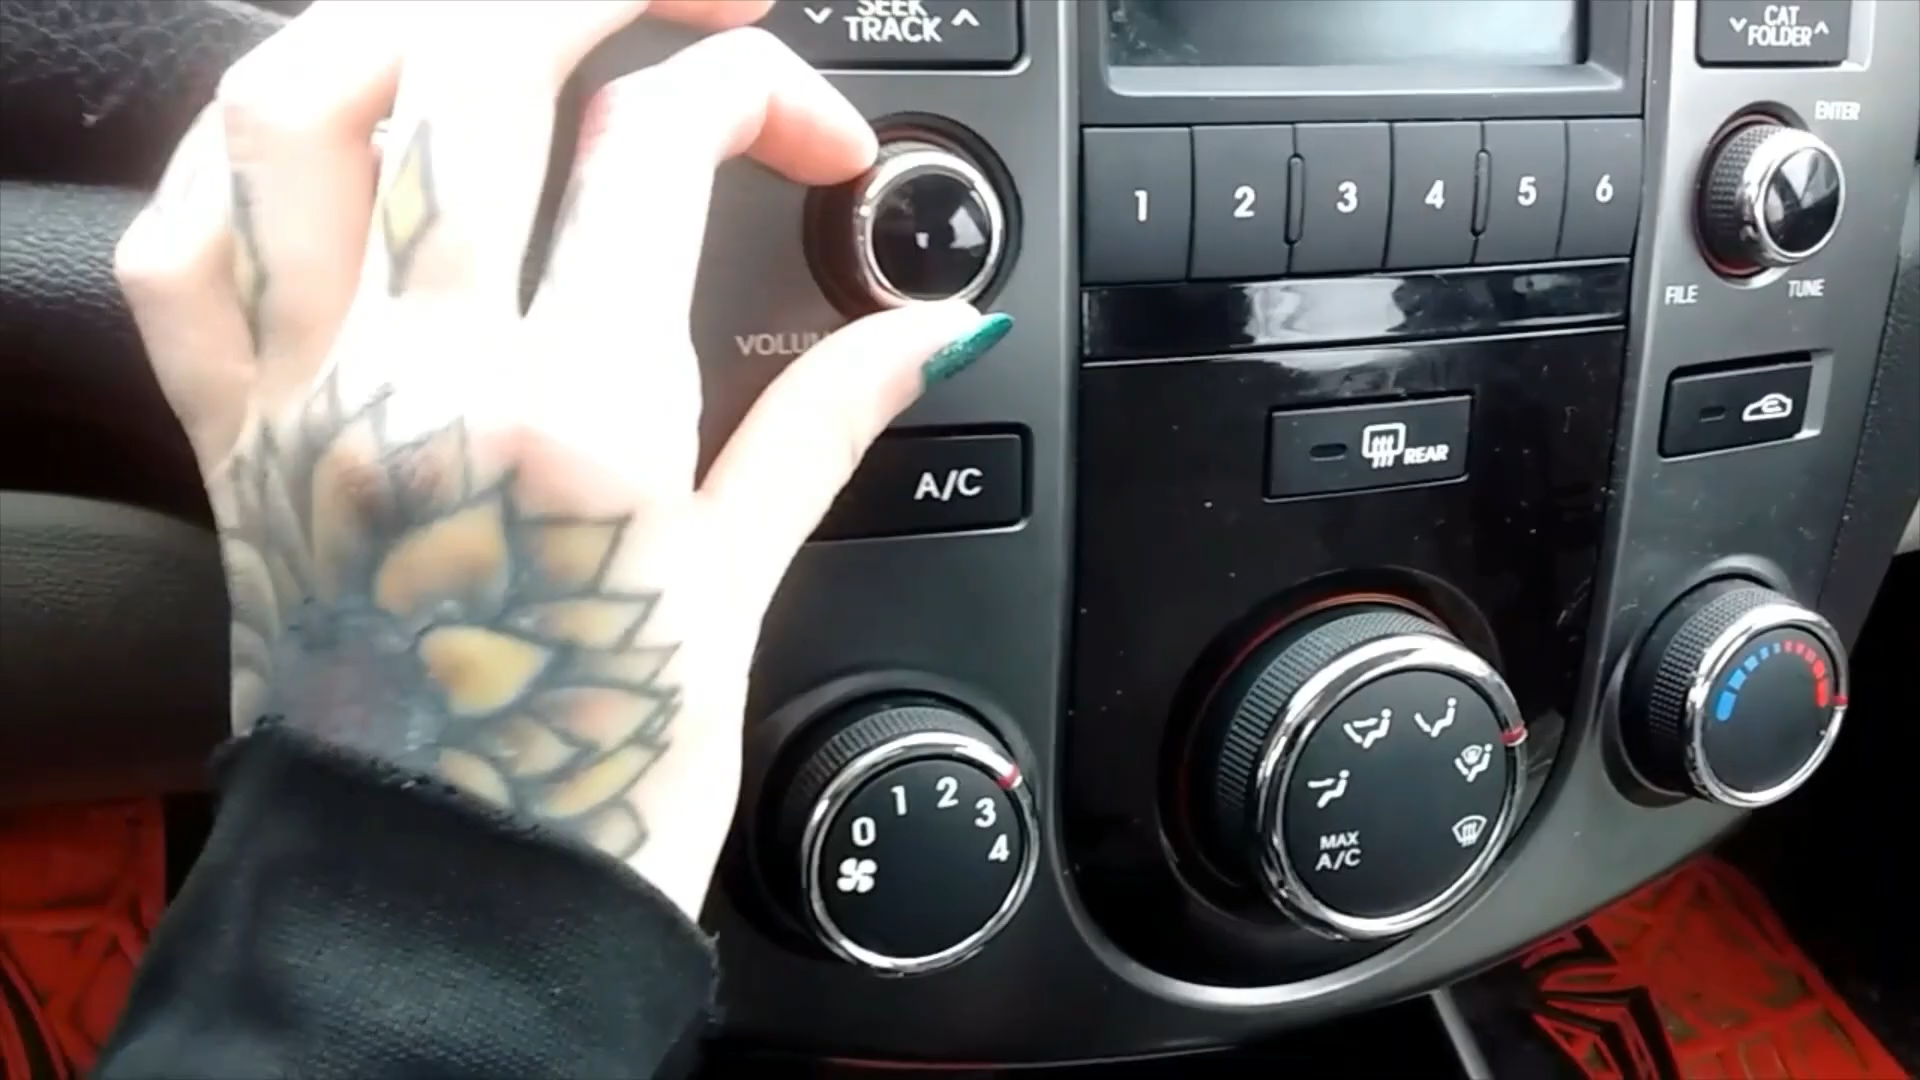 SEEK
TRACK
CAT
FOLDER
ENTER
1 2 3 4 5 6
FILE
TUNE
A/C
REAR
0 1 2 3 4
MAX
A/C